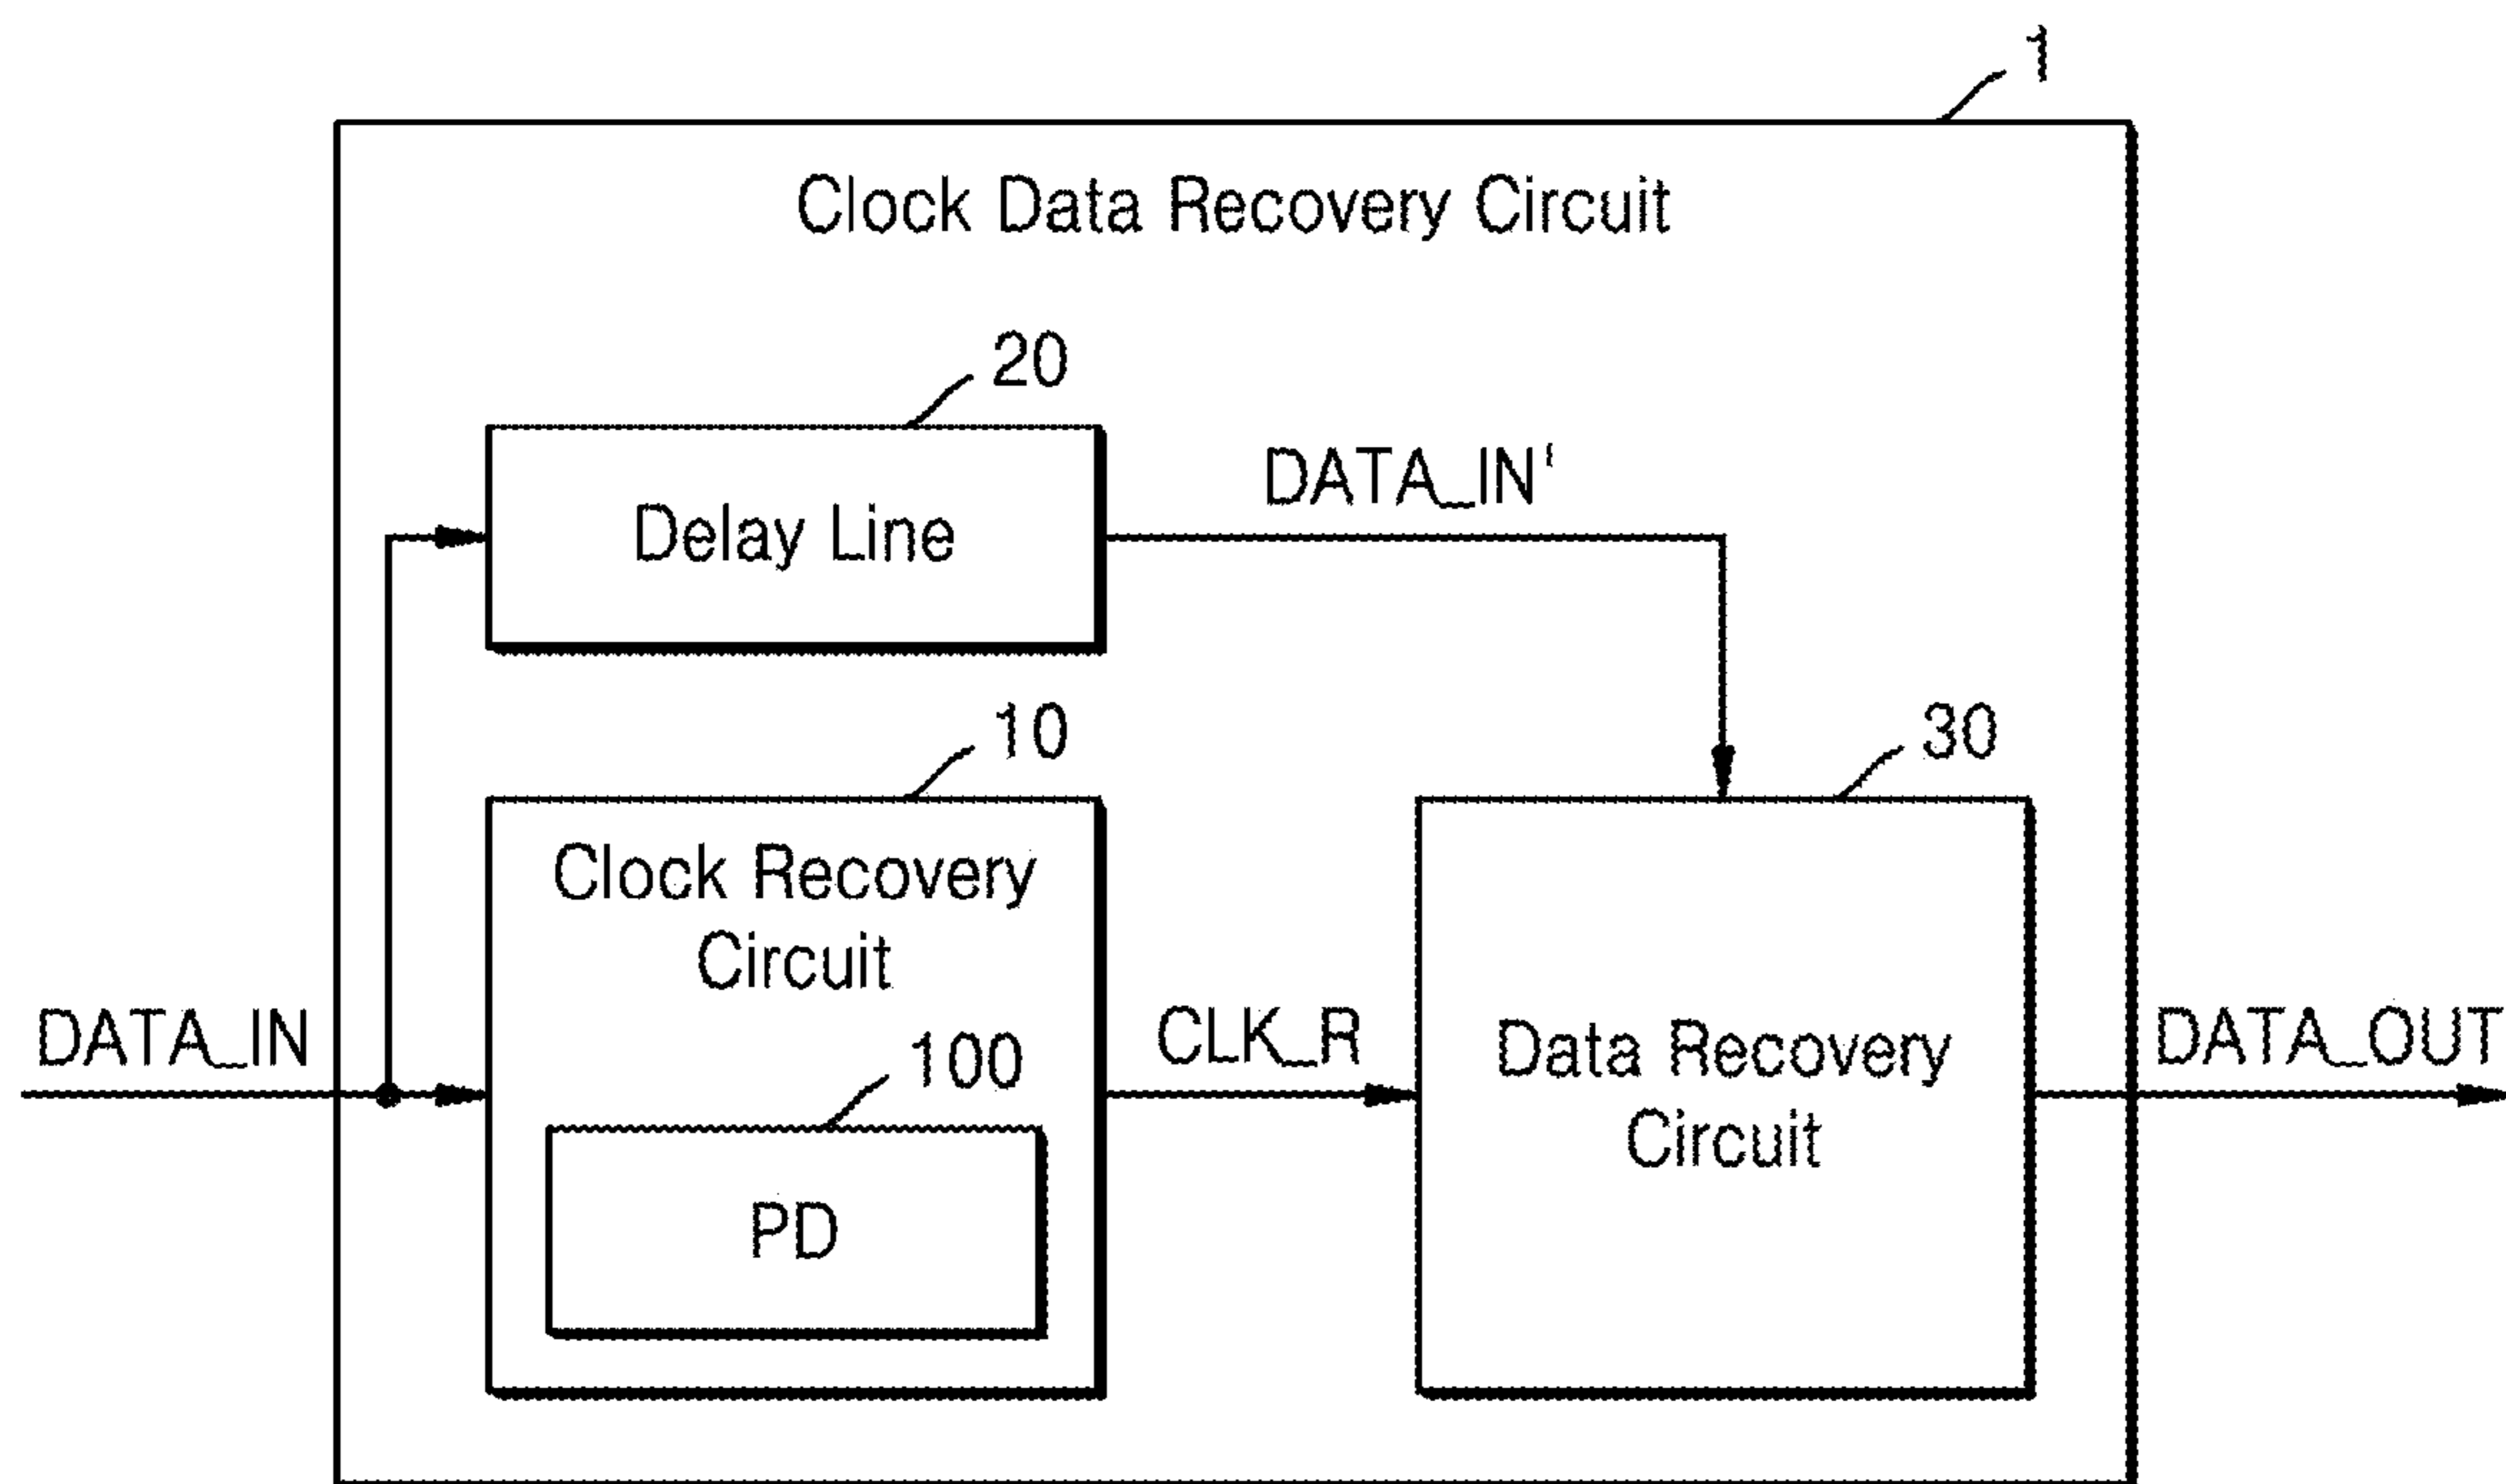 1
Clock Data Recovery Circuit
20
Delay Line
DATA_IN'
10
30
Clock Recovery
Circuit
DATA_IN
100
CLK_R
Data Recovery
Circuit
DATA_OUT
PD